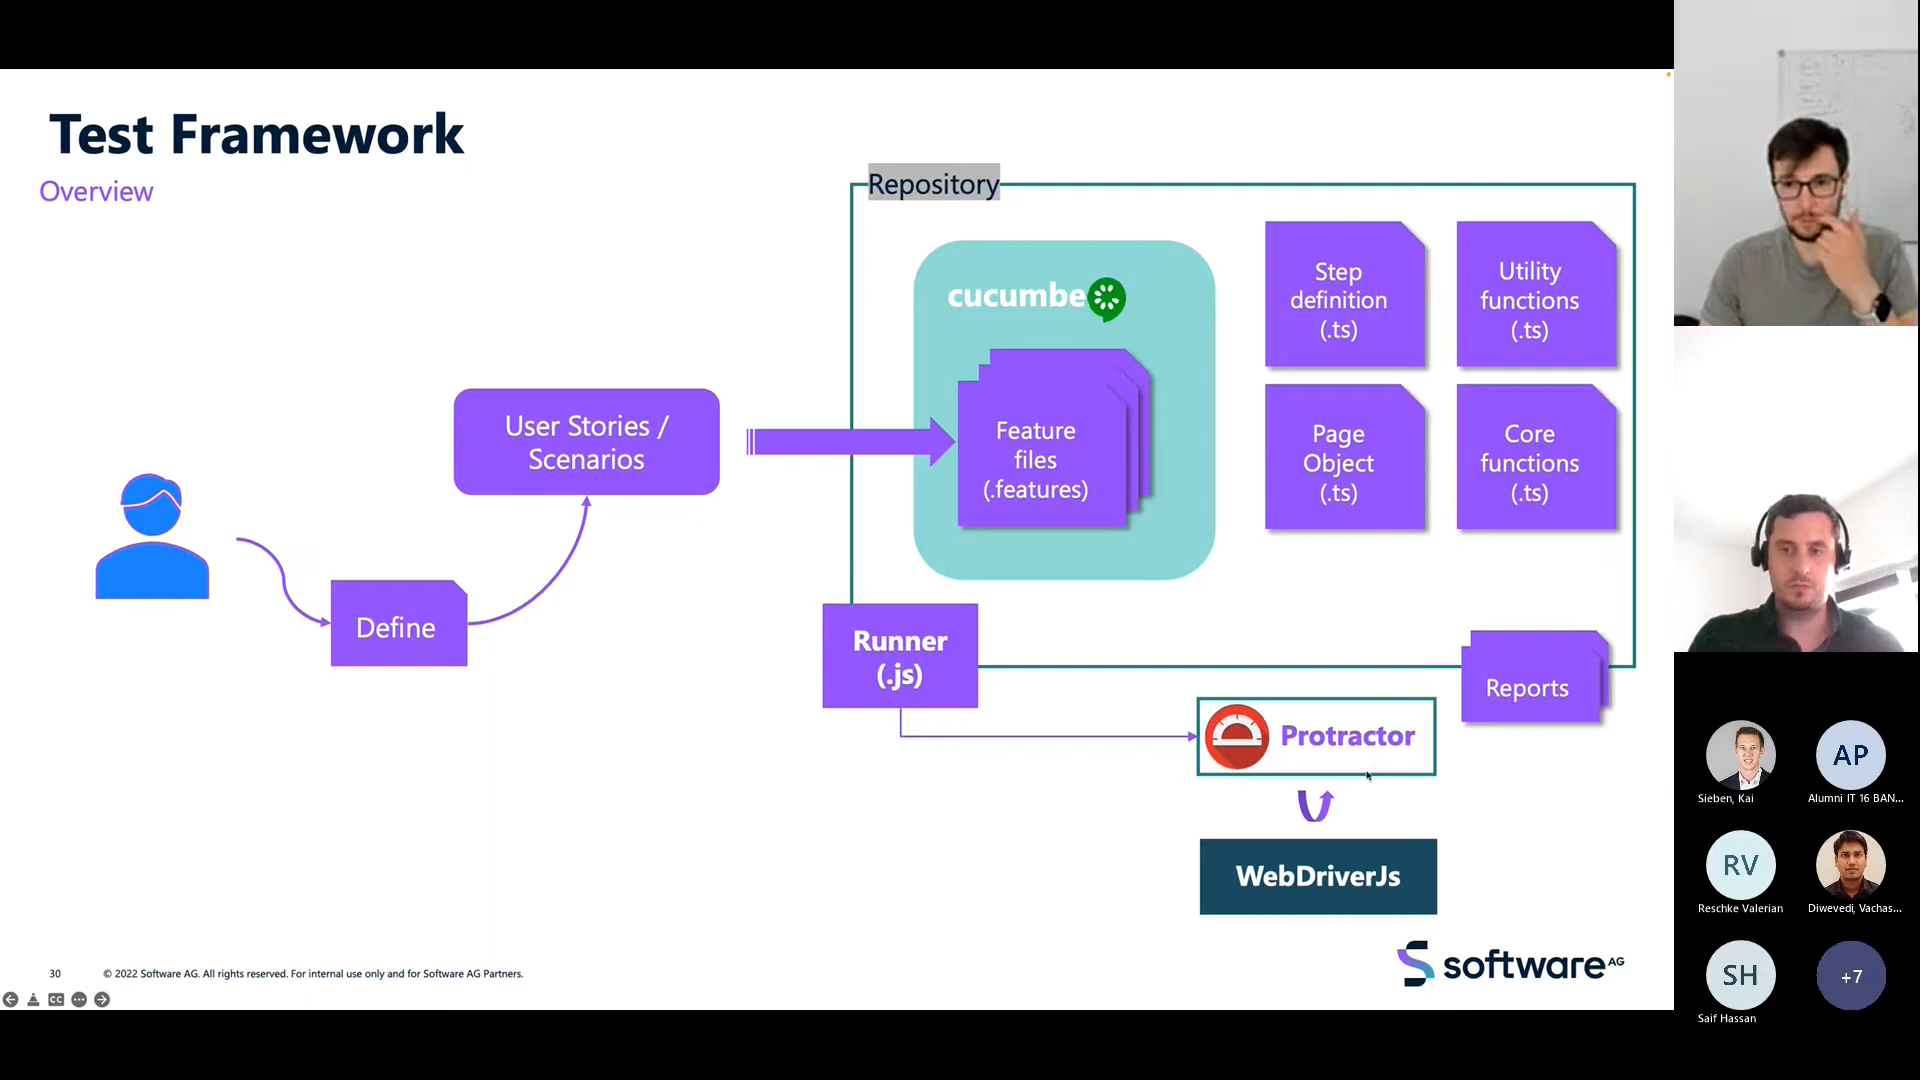 Test Framework
Overview
Repository
cucumbe
Step
definition
(.ts)
Utility
functions
(.ts)
Feature
files
(.features)
Page
Object
(.ts)
Core
functions
(.ts)
User Stories /
Scenarios
Define
Runner
(.js)
Reports
Protractor
WebDriverJs
30
© 2022 Software AG. All rights reserved. For internal use only and for Software AG Partners.
software AG
CC
AP
Sieben, Kai
Alumni IT 16 BAN...
RV
Reschke Valerian
Diwevedi, Vachas...
SH
+7
Saif Hassan